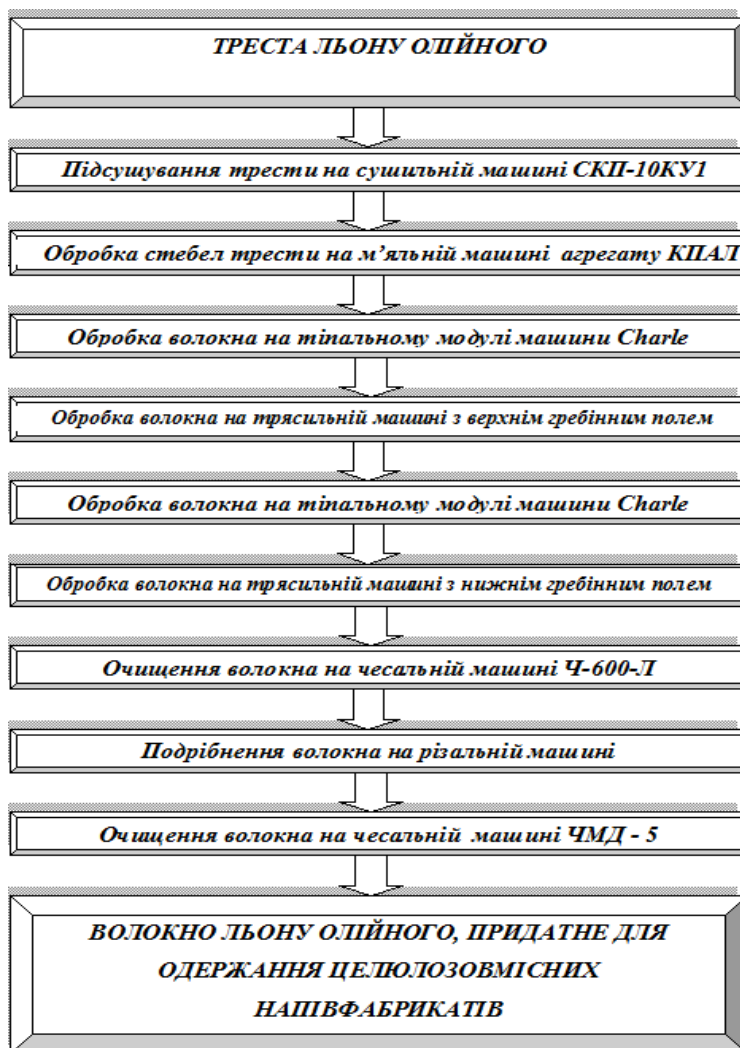 ТРЕСТА ЛЬОНУ ОЛІЙНОГО
Підсушування трести на сушильній машині СКП-10КУ1
Обробка стебел трести на м’яльній машині агрегату КПАЛ
Обробка волокна на тіпальному модулі машини Charle
Обробка волокна на трясильній машині з верхнім гребінним полем
Обробка волокна на тіпальному модулі машини Charle
Обробка волокна на трясильній машині з нижнім гребінним полем
Очищення волокна на чесальній машині Ч-600-Л
Подрібнення волокна на різальній машині
Очищення волокна на чесальній машині ЧМД - 5
ВОЛОКНО ЛЬОНУ ОЛІЙНОГО, ПРИДАТНЕ ДЛЯ
ОДЕРЖАННЯ ЦЕЛЮЛОЗОВМІСНИХ
НАПІВФАБРИКАТІВ